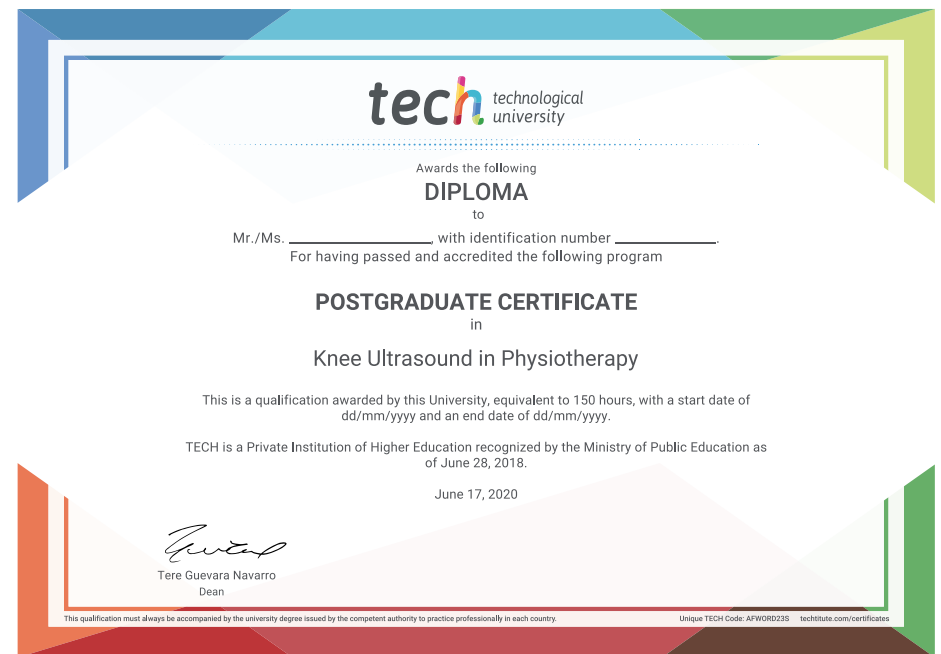 tech technological
university
Awards the following
DIPLOMA
to
Mr./Ms. ________________, with identification number ___________.
For having passed and accredited the following program
POSTGRADUATE CERTIFICATE
in
Knee Ultrasound in Physiotherapy
This is a qualification awarded by this University, equivalent to 150 hours, with a start date of
dd/mm/yyyy and an end date of dd/mm/yyyy.
TECH is a Private Institution of Higher Education recognized by the Ministry of Public Education as
of June 28, 2018.
June 17, 2020
Tere Guevara Navarro
Dean
This qualification must always be accompanied by the university degree issued by the competent authority to practice professionally in each country.
Unique TECH Code: AFWORD23S techtitute.com/certificates